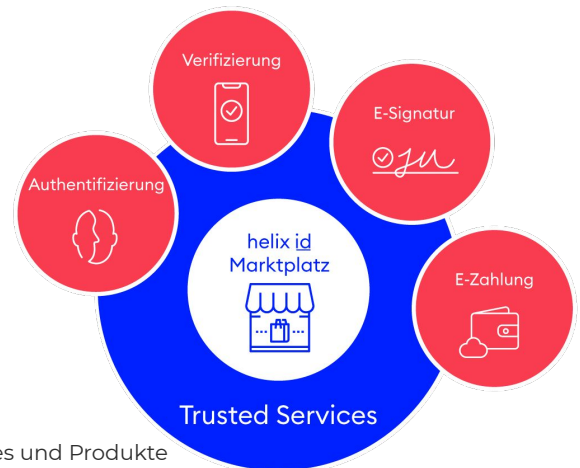 Verifizierung
E-Signatur
Authentifizierung
helix id
Marktplatz
E-Zahlung
Trusted Services
es und Produkte